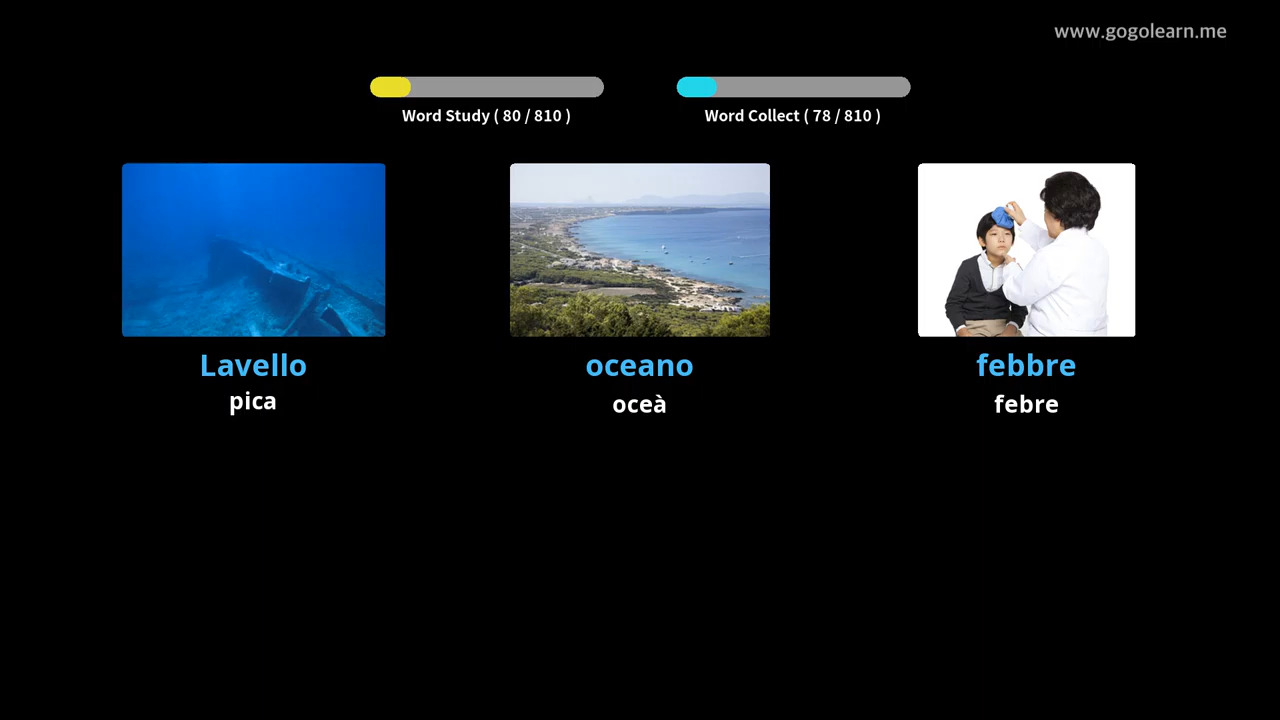 www.gogolearn.me
Word Study ( 80 / 810 )
Word Collect ( 78 / 810 )
Lavello
pica
oceano
oceà
febbre
febre